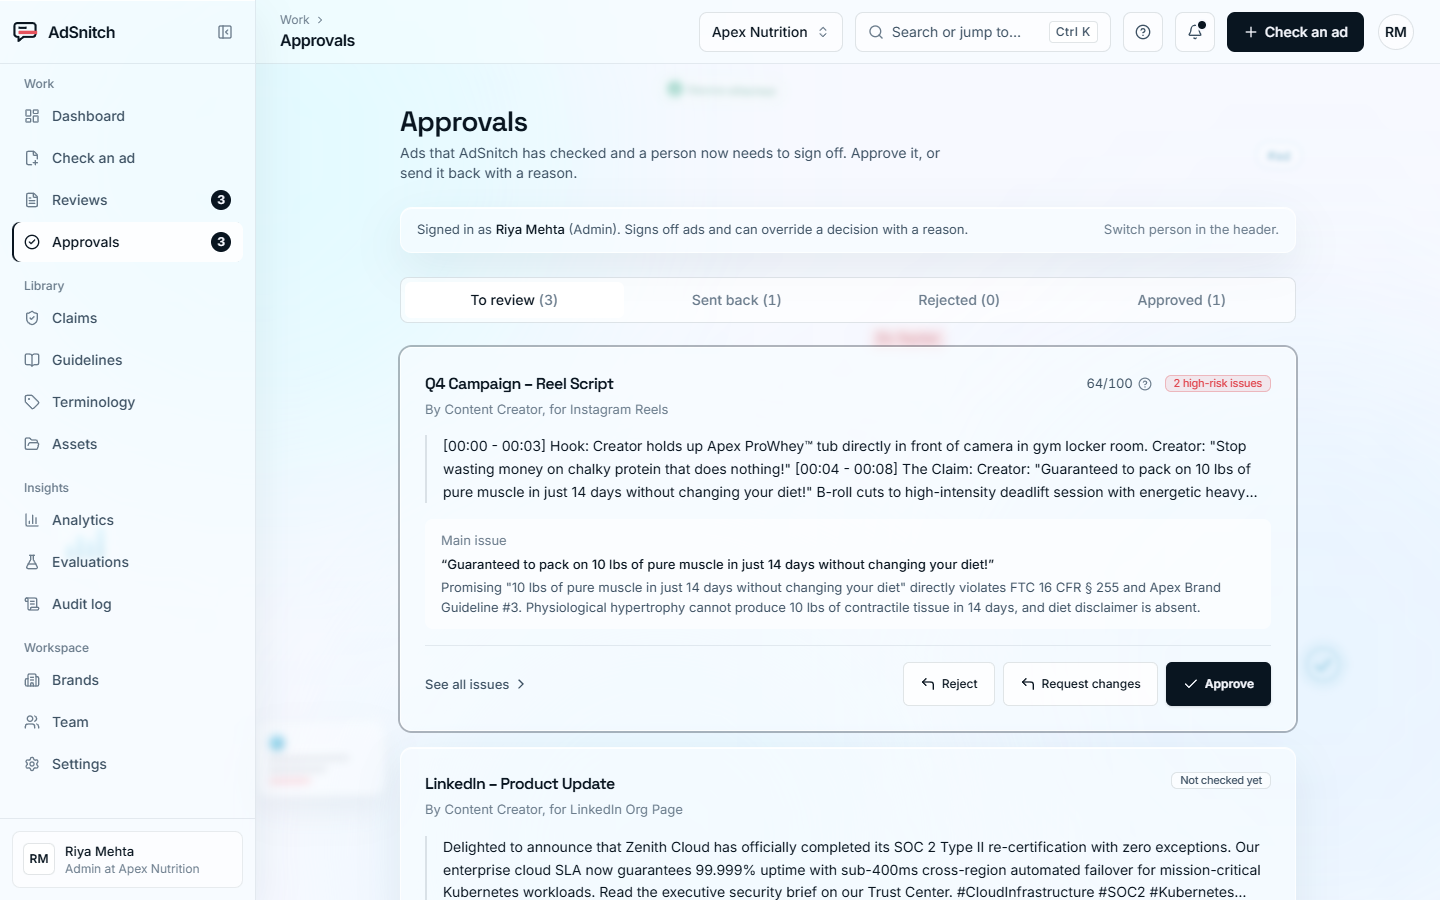 AdSnitch
Work
Dashboard
Check an ad
Reviews 3
Approvals 3
Library
Claims
Guidelines
Terminology
Assets
Insights
Analytics
Evaluations
Audit log
Workspace
Brands
Team
Settings
RM
Riya Mehta
Admin at Apex Nutrition
Work
Approvals
Apex Nutrition
Search or jump to...
Ctrl K
Check an ad
RM
Approvals
Ads that AdSnitch has checked and a person now needs to sign off. Approve it, or
send it back with a reason.
Signed in as Riya Mehta (Admin). Signs off ads and can override a decision with a reason.
Switch person in the header.
To review (3)
Sent back (1)
Rejected (0)
Approved (1)
Q4 Campaign – Reel Script
64/100
2 high-risk issues
By Content Creator, for Instagram Reels
[00:00 - 00:03] Hook: Creator holds up Apex ProWhey™ tub directly in front of camera in gym locker room. Creator: "Stop
wasting money on chalky protein that does nothing!" [00:04 - 00:08] The Claim: Creator: "Guaranteed to pack on 10 lbs of
pure muscle in just 14 days without changing your diet!" B-roll cuts to high-intensity deadlift session with energetic heavy...
Main issue
“Guaranteed to pack on 10 lbs of pure muscle in just 14 days without changing your diet!”
Promising "10 lbs of pure muscle in just 14 days without changing your diet" directly violates FTC 16 CFR § 255 and Apex Brand
Guideline #3. Physiological hypertrophy cannot produce 10 lbs of contractile tissue in 14 days, and diet disclaimer is absent.
See all issues
Reject
Request changes
Approve
LinkedIn – Product Update
Not checked yet
By Content Creator, for LinkedIn Org Page
Delighted to announce that Zenith Cloud has officially completed its SOC 2 Type II re-certification with zero exceptions. Our
enterprise cloud SLA now guarantees 99.999% uptime with sub-400ms cross-region automated failover for mission-critical
Kubernetes workloads. Read the executive security brief on our Trust Center. #CloudInfrastructure #SOC2 #Kubernetes...